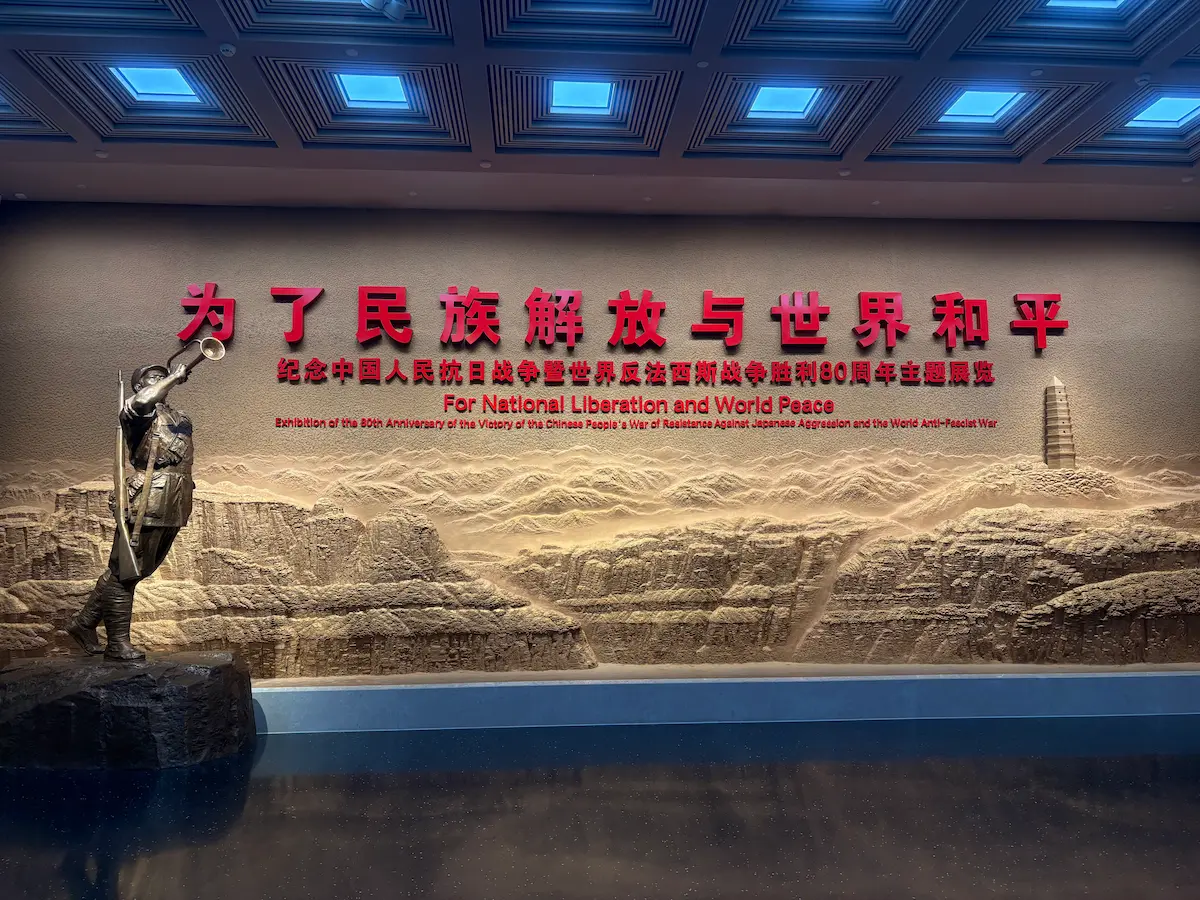 为了民族解放与世界和平
纪念中国人民抗日战争暨世界反法西斯战争胜利80周年主题展览
For National Liberation and World Peace
Exhibition of the 80th Anniversary of the Victory of the Chinese People's War of Resistance Against Japanese Aggression and the World Anti-Fascist War